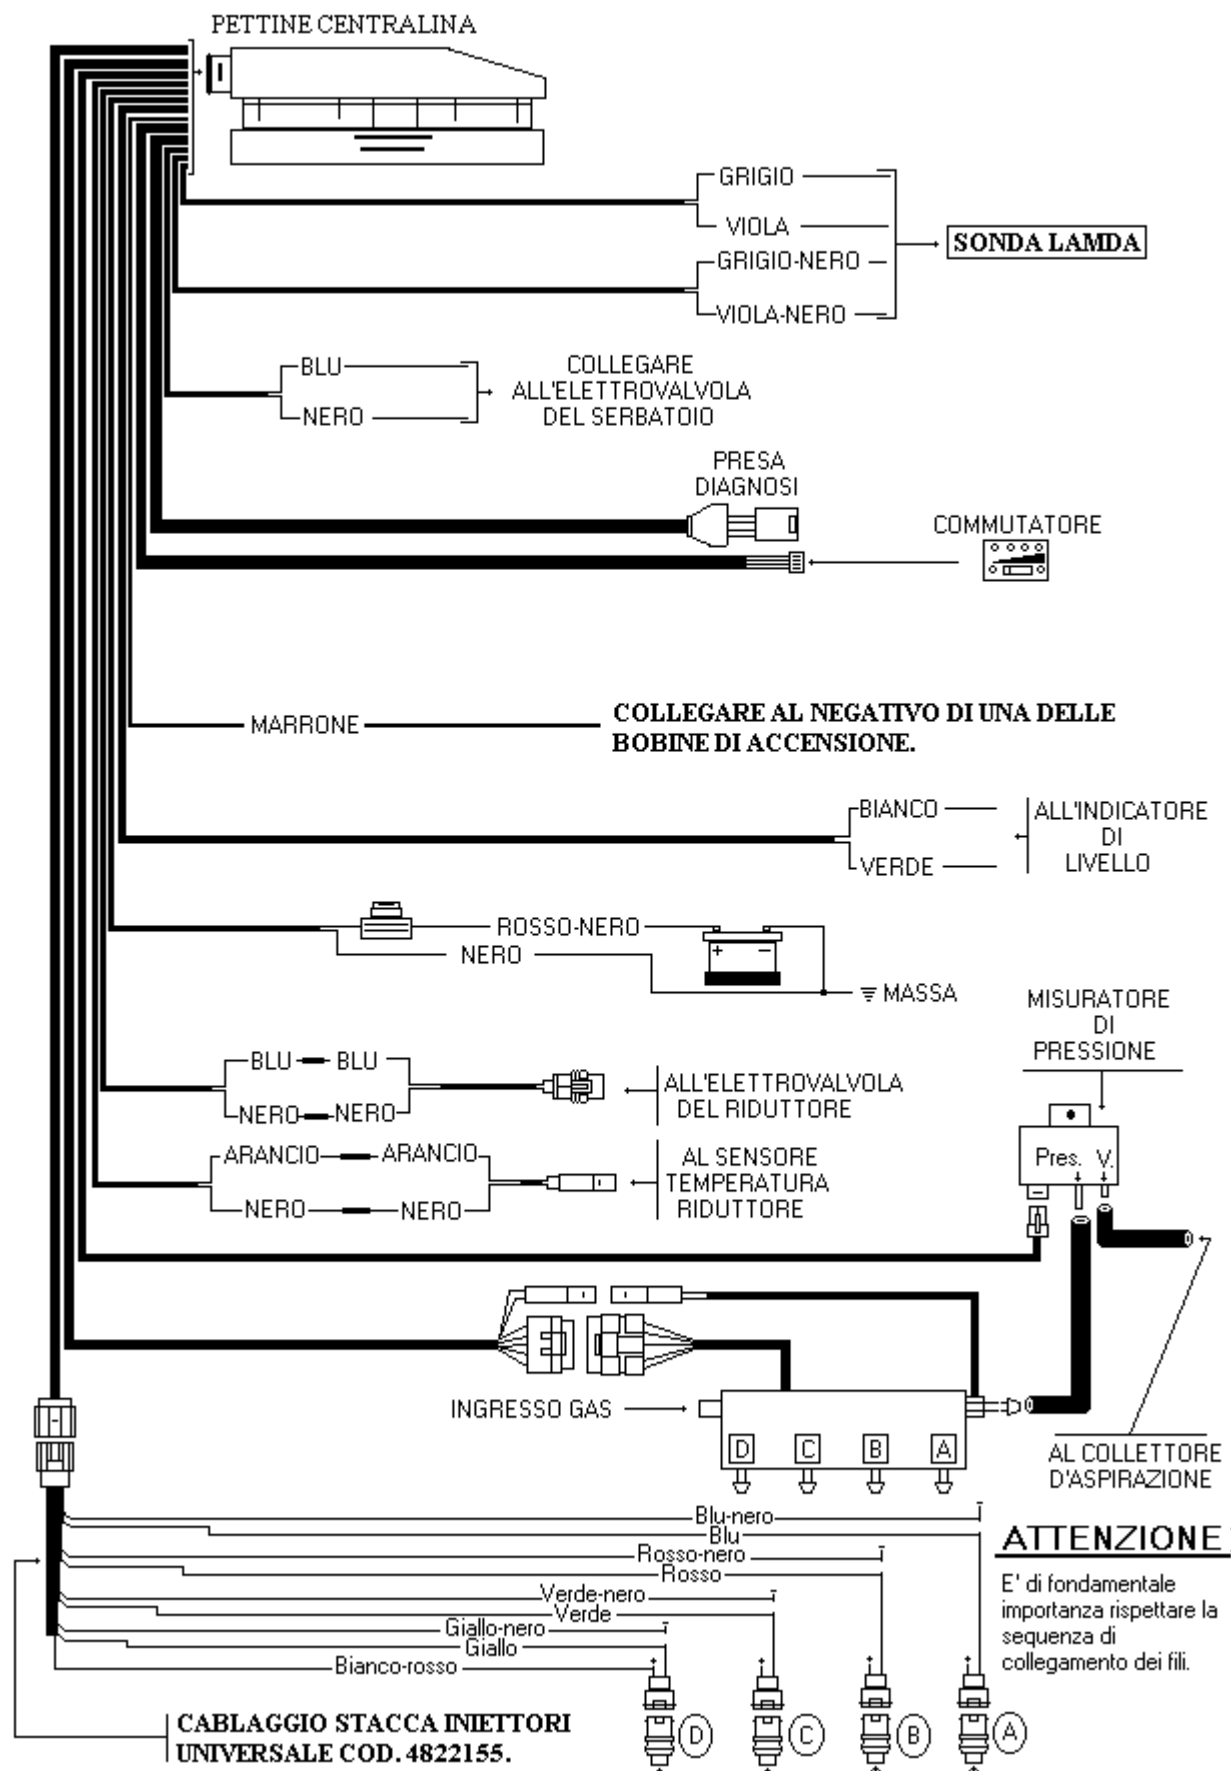 PETTINE CENTRALINA
GRIGIO
VIOLA
SONDA LAMDA
GRIGIO-NERO
VIOLA-NERO
BLU
NERO
COLLEGARE
ALL'ELETTROVALVOLA
DEL SERBATOIO
PRESA
DIAGNOSI
COMMUTATORE
MARRONE
COLLEGARE AL NEGATIVO DI UNA DELLE
BOBINE DI ACCENSIONE.
BIANCO
VERDE
ALL'INDICATORE
DI
LIVELLO
ROSSO-NERO
NERO
+ −
MASSA
MISURATORE
DI
PRESSIONE
BLU BLU
NERO NERO
ALL'ELETTROVALVOLA
DEL RIDUTTORE
ARANCIO ARANCIO
NERO NERO
AL SENSORE
TEMPERATURA
RIDUTTORE
Pres. V.
INGRESSO GAS
D C B A
AL COLLETTORE
D'ASPIRAZIONE
Blu-nero
Blu
Rosso-nero
Rosso
Verde-nero
Verde
Giallo-nero
Giallo
Bianco-rosso
ATTENZIONE
E' di fondamentale
importanza rispettare la
sequenza di
collegamento dei fili.
CABLAGGIO STACCA INIETTORI
UNIVERSALE COD. 4822155.
D C B A